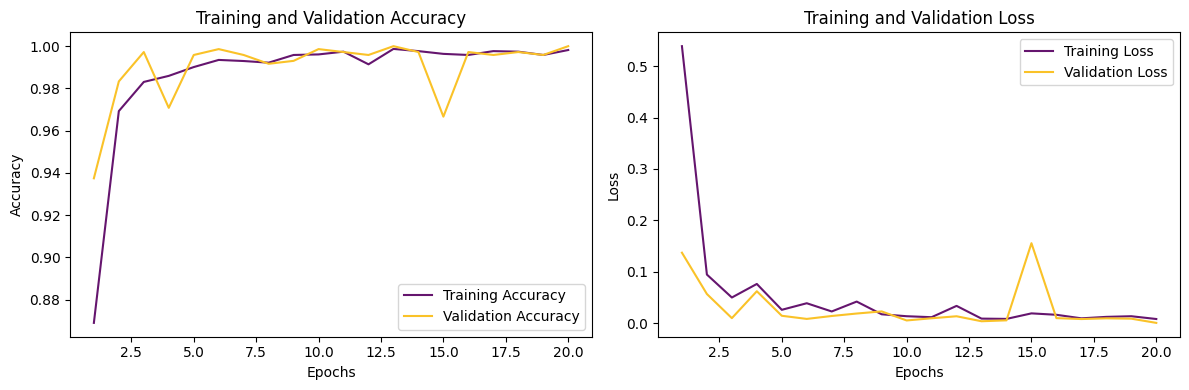 Training and Validation Accuracy
1.00
0.98
0.96
0.94
0.92
0.90
0.88
Accuracy
Training Accuracy
Validation Accuracy
2.5 5.0 7.5 10.0 12.5 15.0 17.5 20.0
Epochs
Training and Validation Loss
Training Loss
Validation Loss
0.5
0.4
0.3
0.2
0.1
0.0
Loss
2.5 5.0 7.5 10.0 12.5 15.0 17.5 20.0
Epochs